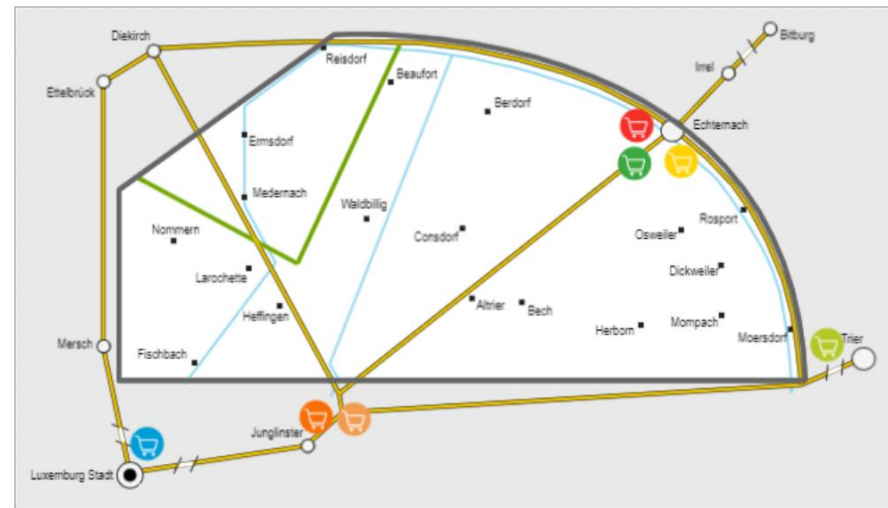 Diekirch
Bitburg
Reisdorf
Irrel
Beaufort
Ettelbrück
Berdorf
Echternach
Ermsdorf
Medernach
Waldbillig
Rosport
Nommern
Consdorf
Osweiler
Larochette
Dickweiler
Altrier
Bech
Heffingen
Herborn
Mompach
Moersdorf
Trier
Mersch
Fischbach
Junglinster
Luxemburg Stadt